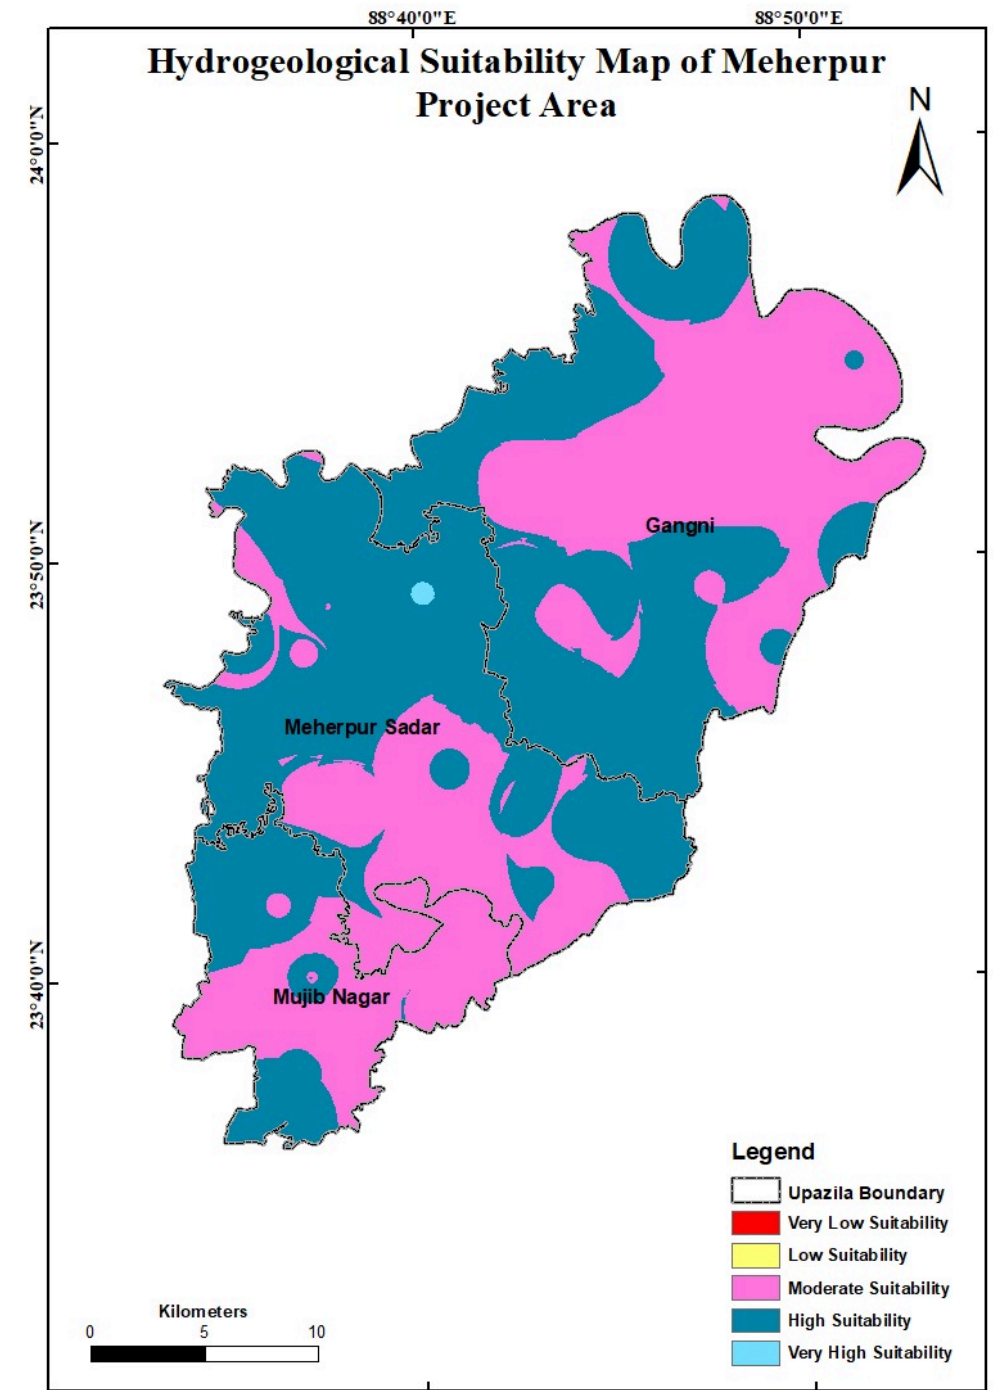 88°40'0"E
88°50'0"E
Hydrogeological Suitability Map of Meherpur
Project Area
N
24°0'0"N
23°50'0"N
23°40'0"N
Gangni
Meherpur Sadar
Mujib Nagar
Legend
Upazila Boundary
Very Low Suitability
Low Suitability
Moderate Suitability
High Suitability
Very High Suitability
Kilometers
0 5 10